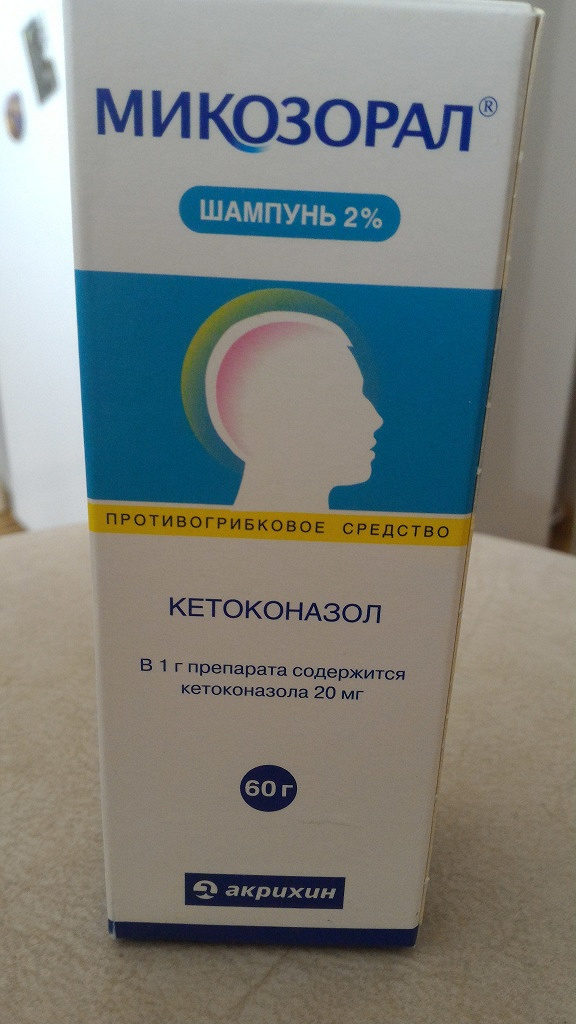 МИКОЗОРАЛ®
ШАМПУНЬ 2%
ПРОТИВОГРИБКОВОЕ СРЕДСТВО
КЕТОКОНАЗОЛ
В 1 г препарата содержится
кетоконазола 20 мг
60 г
акрихин